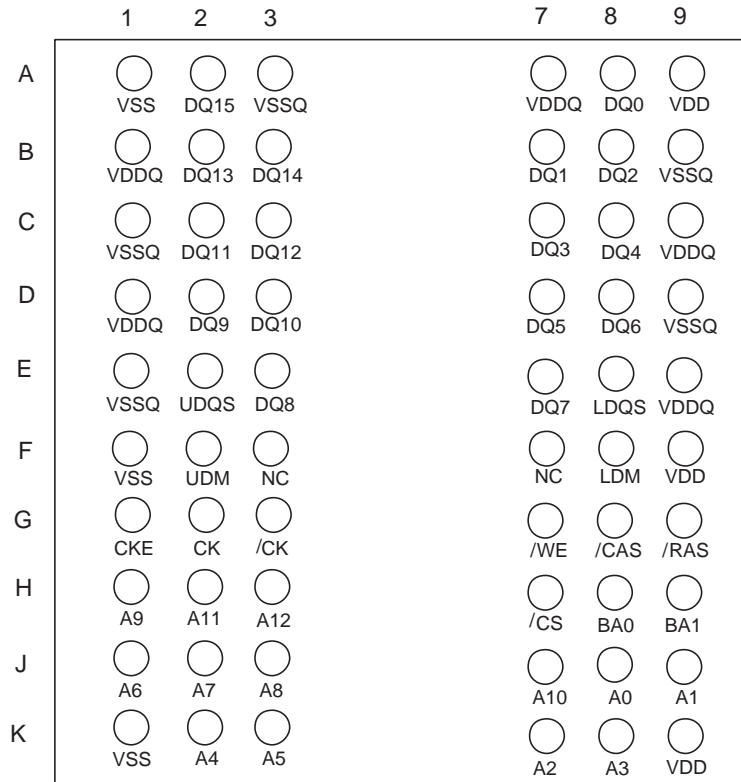 1 2 3 7 8 9
A
VSS DQ15 VSSQ VDDQ DQ0 VDD
B
VDDQ DQ13 DQ14 DQ1 DQ2 VSSQ
C
VSSQ DQ11 DQ12 DQ3 DQ4 VDDQ
D
VDDQ DQ9 DQ10 DQ5 DQ6 VSSQ
E
VSSQ UDQS DQ8 DQ7 LDQS VDDQ
F
VSS UDM NC NC LDM VDD
G
CKE CK /CK /WE /CAS /RAS
H
A9 A11 A12 /CS BA0 BA1
J
A6 A7 A8 A10 A0 A1
K
VSS A4 A5 A2 A3 VDD